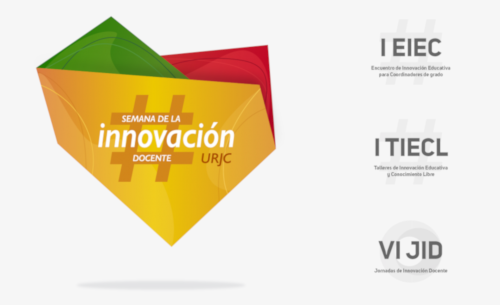 #
SEMANA DE LA
innovación
DOCENTE URJC
I EIEC
Encuentro de Innovación Educativa
para Coordinadores de grado
I TIECL
Talleres de Innovación Educativa
y Conocimiento Libre
VI JID
Jornadas de Innovación Docente